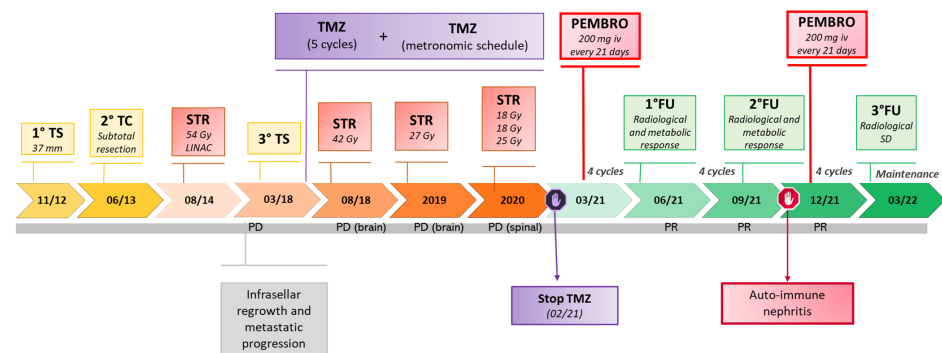 TMZ
(5 cycles)
+
TMZ
(metronomic schedule)
PEMBRO
200 mg iv
every 21 days
PEMBRO
200 mg iv
every 21 days
1° TS
37 mm
2° TC
Subtotal
resection
STR
54 Gy
LINAC
3° TS
STR
42 Gy
STR
27 Gy
STR
18 Gy
18 Gy
25 Gy
1°FU
Radiological
and metabolic
response
2°FU
Radiological and
metabolic
response
3°FU
Radiological
SD
4 cycles
4 cycles
4 cycles
Maintenance
11/12
06/13
08/14
03/18
08/18
2019
2020
03/21
06/21
09/21
12/21
03/22
PD
PD (brain)
PD (brain)
PD (spinal)
PR
PR
PR
Infrasellar
regrowth and
metastatic
progression
Stop TMZ
(02/21)
Auto-immune
nephritis